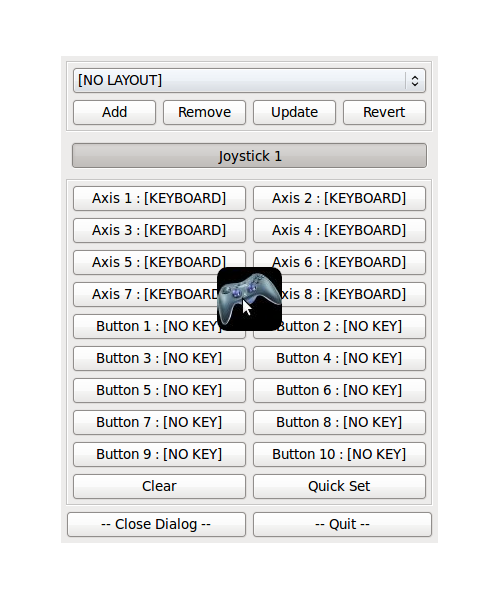 [NO LAYOUT]
Add Remove Update Revert
Joystick 1
Axis 1 : [KEYBOARD] Axis 2 : [KEYBOARD]
Axis 3 : [KEYBOARD] Axis 4 : [KEYBOARD]
Axis 5 : [KEYBOARD] Axis 6 : [KEYBOARD]
Axis 7 : [KEYBOARD xis 8 : [KEYBOARD]
Button 1 : [NO KEY] Button 2 : [NO KEY]
Button 3 : [NO KEY] Button 4 : [NO KEY]
Button 5 : [NO KEY] Button 6 : [NO KEY]
Button 7 : [NO KEY] Button 8 : [NO KEY]
Button 9 : [NO KEY] Button 10 : [NO KEY]
Clear Quick Set
-- Close Dialog -- -- Quit --